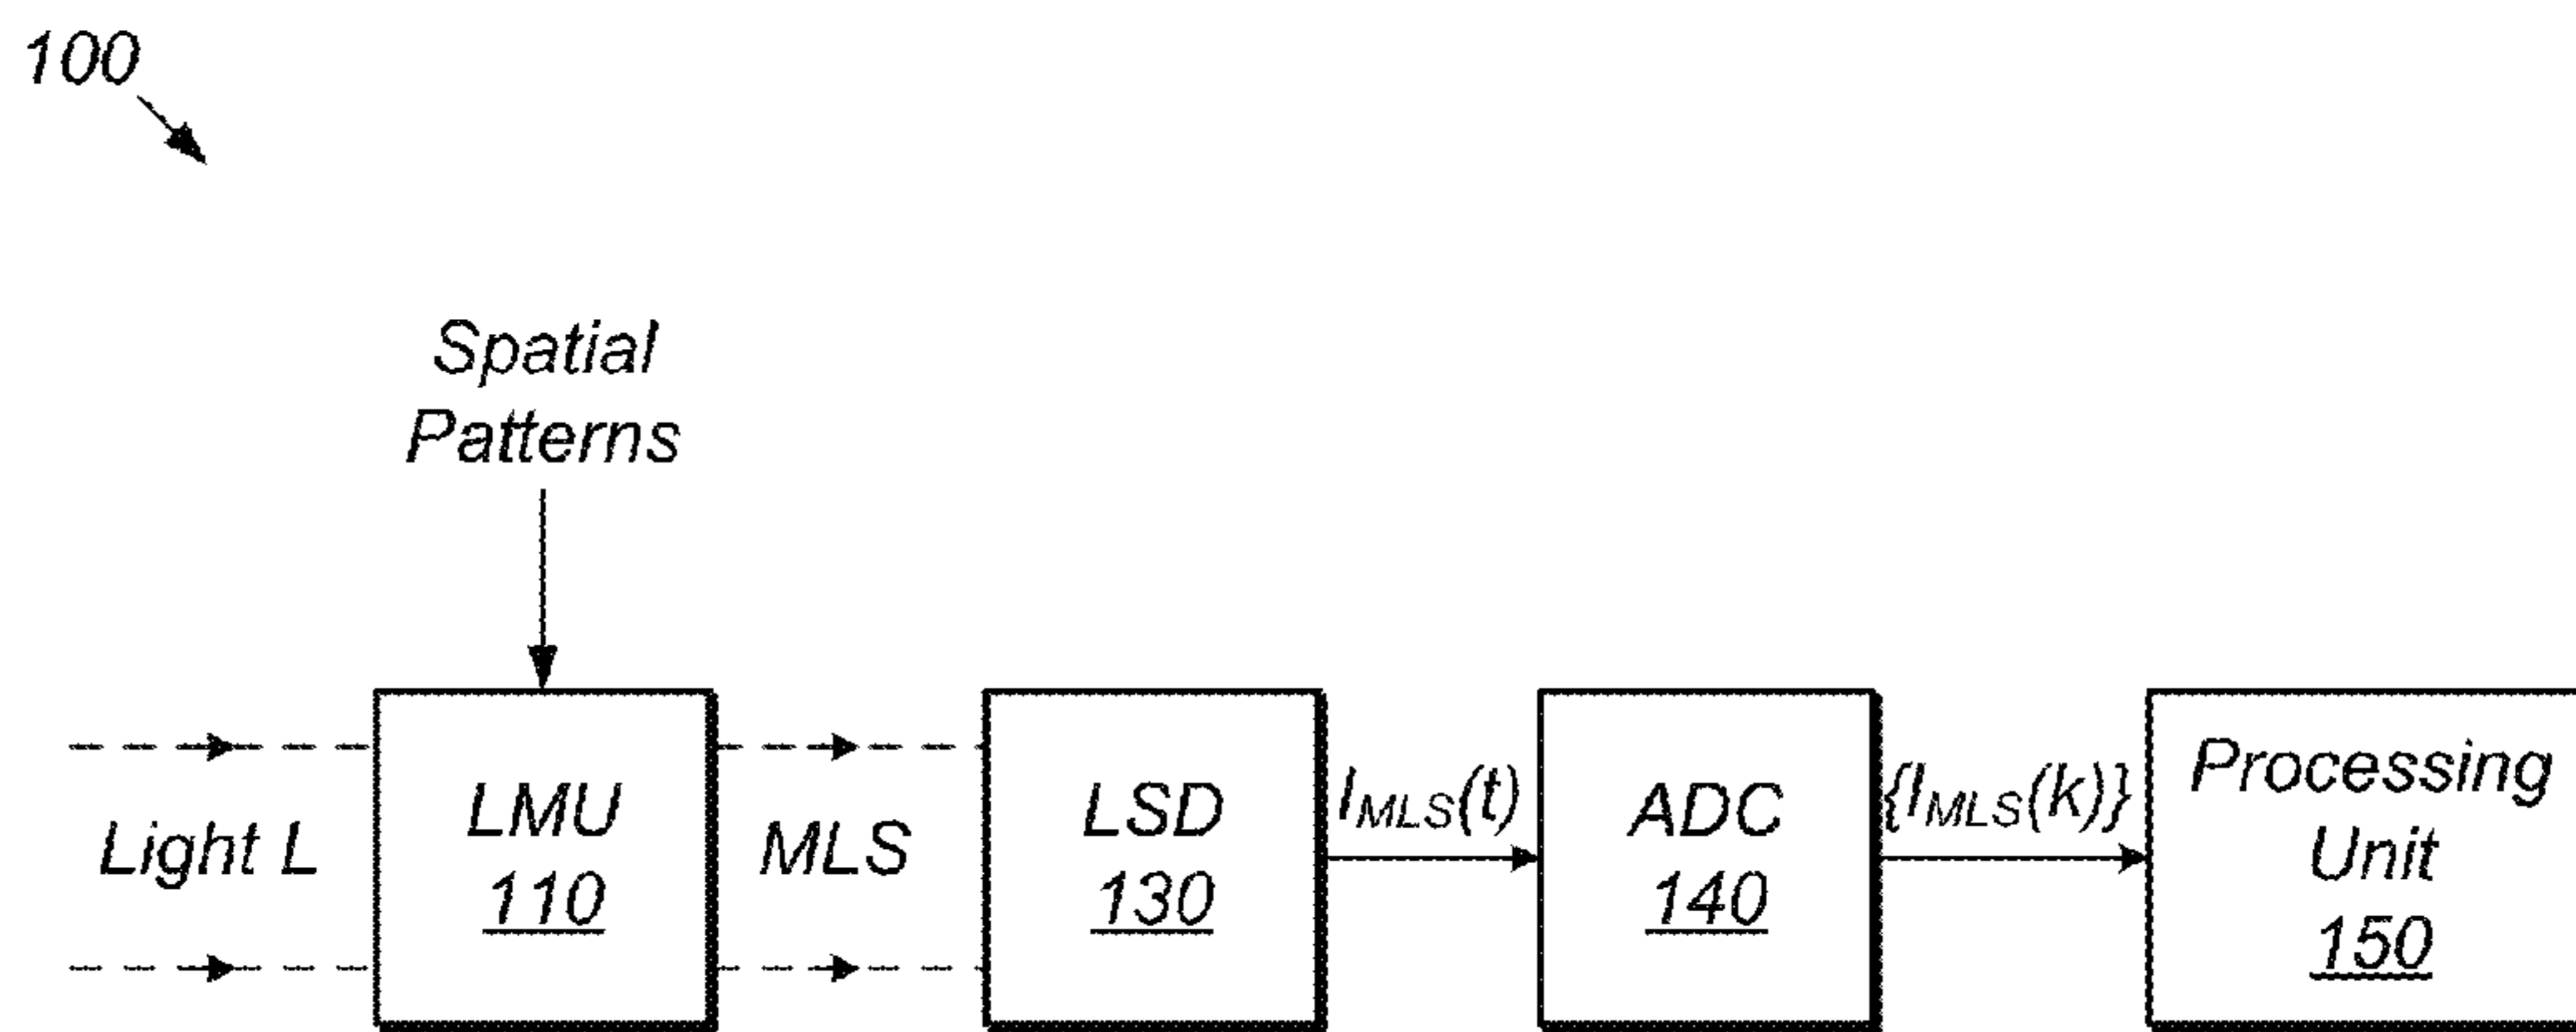 100
Spatial
Patterns
Light L
LMU
110
MLS
LSD
130
I_MLS(t)
ADC
140
{I_MLS(k)}
Processing
Unit
150